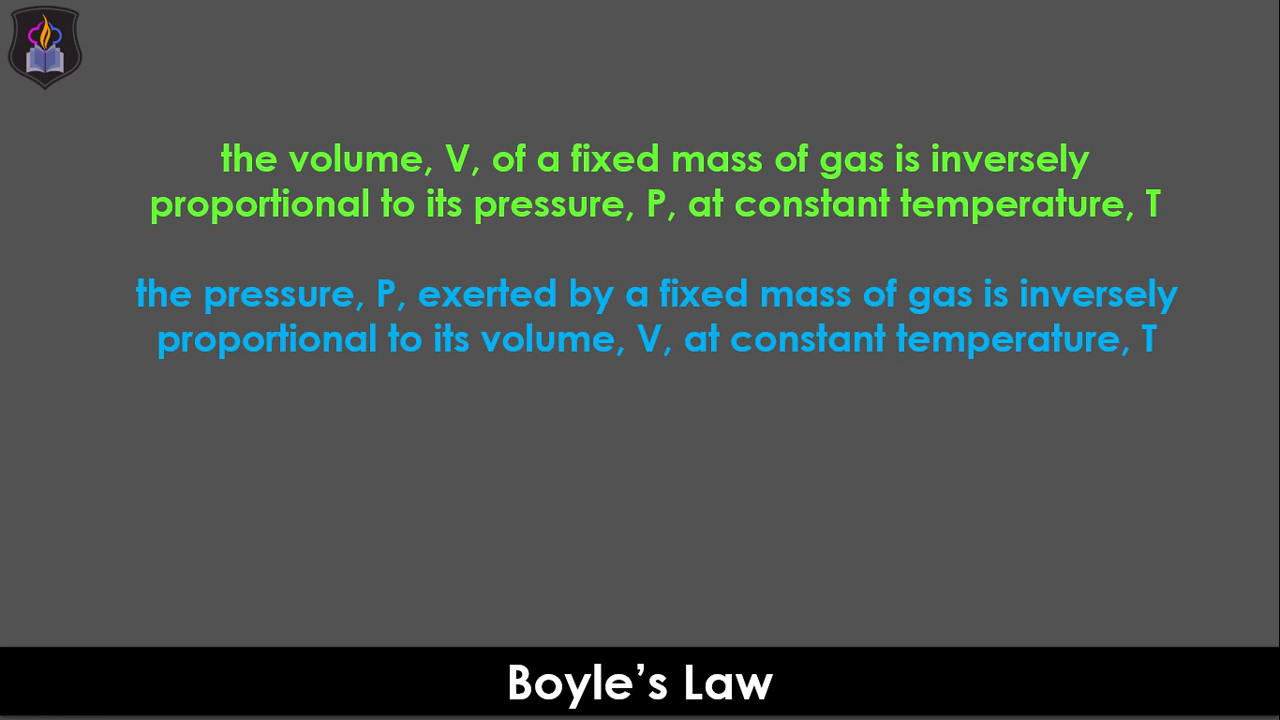 the volume, V, of a fixed mass of gas is inversely
proportional to its pressure, P, at constant temperature, T
the pressure, P, exerted by a fixed mass of gas is inversely
proportional to its volume, V, at constant temperature, T
Boyle’s Law